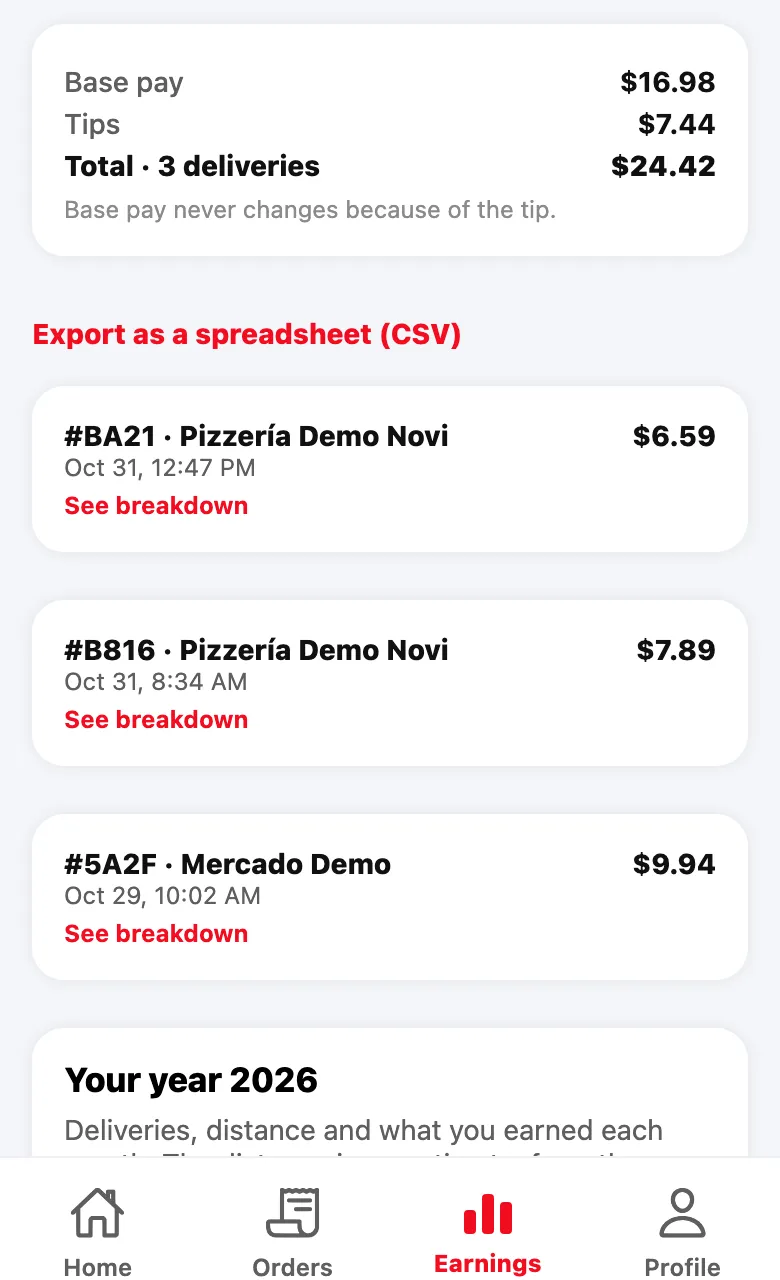 Base pay $16.98
Tips $7.44
Total · 3 deliveries $24.42
Base pay never changes because of the tip.
Export as a spreadsheet (CSV)
#BA21 · Pizzería Demo Novi $6.59
Oct 31, 12:47 PM
See breakdown
#B816 · Pizzería Demo Novi $7.89
Oct 31, 8:34 AM
See breakdown
#5A2F · Mercado Demo $9.94
Oct 29, 10:02 AM
See breakdown
Your year 2026
Deliveries, distance and what you earned each
Home Orders Earnings Profile